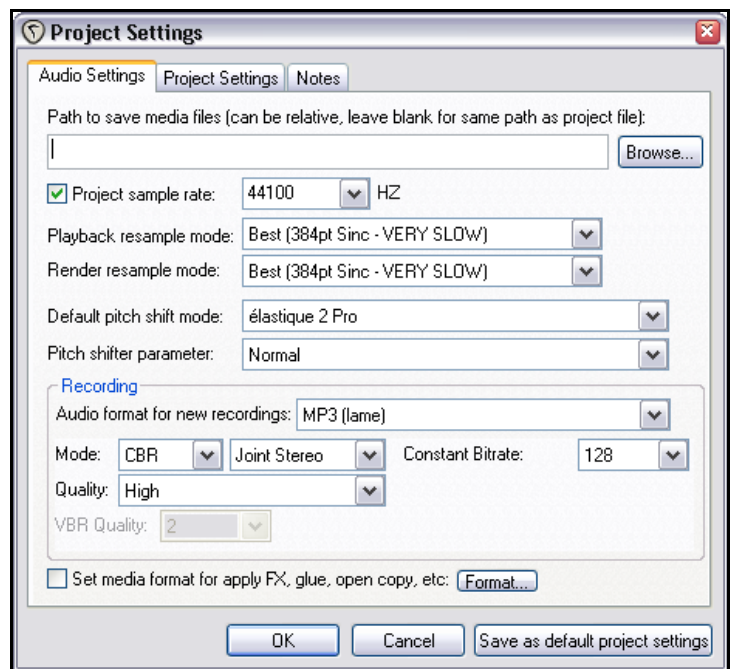 Project Settings
Audio Settings Project Settings Notes
Path to save media files (can be relative, leave blank for same path as project file):
Browse...
Project sample rate: 44100 HZ
Playback resample mode: Best (384pt Sinc - VERY SLOW)
Render resample mode: Best (384pt Sinc - VERY SLOW)
Default pitch shift mode: élastique 2 Pro
Pitch shifter parameter: Normal
Recording
Audio format for new recordings: MP3 (lame)
Mode: CBR Joint Stereo Constant Bitrate: 128
Quality: High
VBR Quality: 2
Set media format for apply FX, glue, open copy, etc: Format...
OK Cancel Save as default project settings